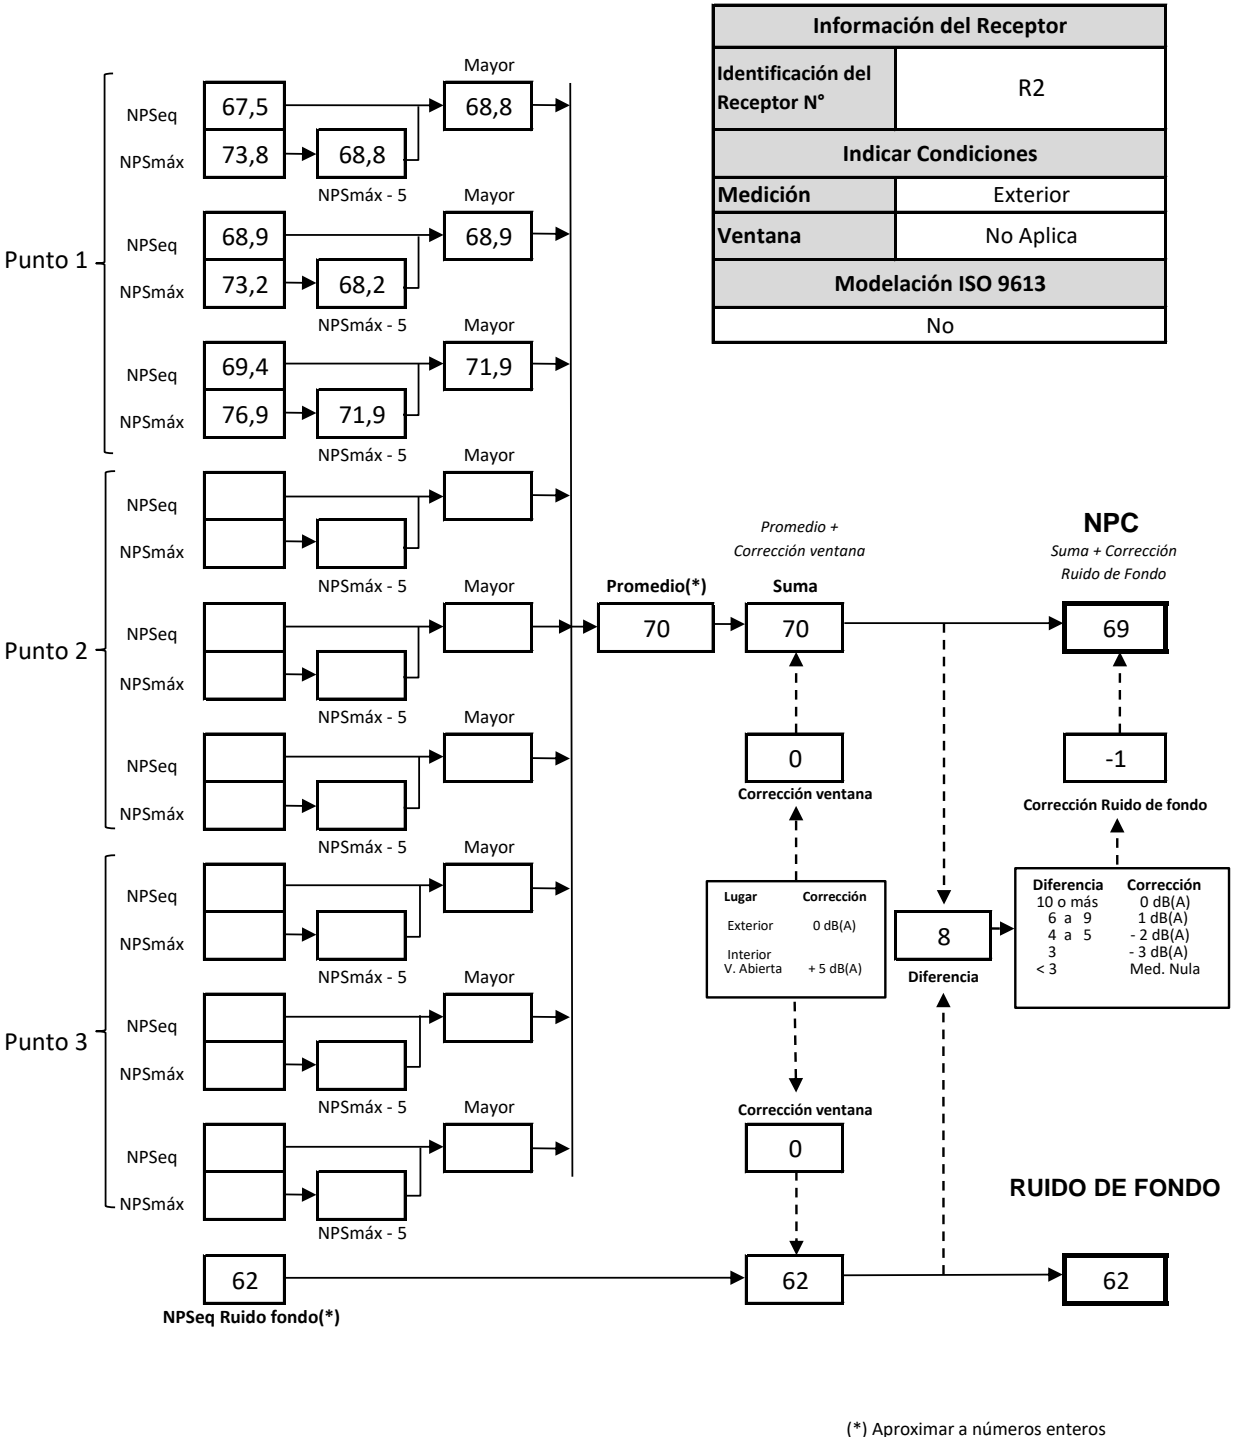 Información del Receptor
Identificación del
Receptor N°
R2
Indicar Condiciones
Medición
Exterior
Ventana
No Aplica
Modelación ISO 9613
No
Punto 1
Mayor
NPSeq
67,5
68,8
NPSmáx
73,8
68,8
NPSmáx - 5
Mayor
NPSeq
68,9
68,9
NPSmáx
73,2
68,2
NPSmáx - 5
Mayor
NPSeq
69,4
71,9
NPSmáx
76,9
71,9
NPSmáx - 5
Punto 2
Mayor
NPSeq
NPSmáx
NPSmáx - 5
Mayor
NPSeq
NPSmáx
NPSmáx - 5
Mayor
NPSeq
NPSmáx
NPSmáx - 5
Punto 3
Mayor
NPSeq
NPSmáx
NPSmáx - 5
Mayor
NPSeq
NPSmáx
NPSmáx - 5
Mayor
NPSeq
NPSmáx
NPSmáx - 5
62
NPSeq Ruido fondo(*)
Promedio(*)
70
Promedio +
Corrección ventana
Suma
70
0
Corrección ventana
Lugar Corrección
Exterior 0 dB(A)
Interior
V. Abierta + 5 dB(A)
Corrección ventana
0
62
8
Diferencia
NPC
Suma + Corrección
Ruido de Fondo
69
-1
Corrección Ruido de fondo
Diferencia Corrección
10 o más 0 dB(A)
6 a 9 1 dB(A)
4 a 5 - 2 dB(A)
3 - 3 dB(A)
< 3 Med. Nula
RUIDO DE FONDO
62
(*) Aproximar a números enteros